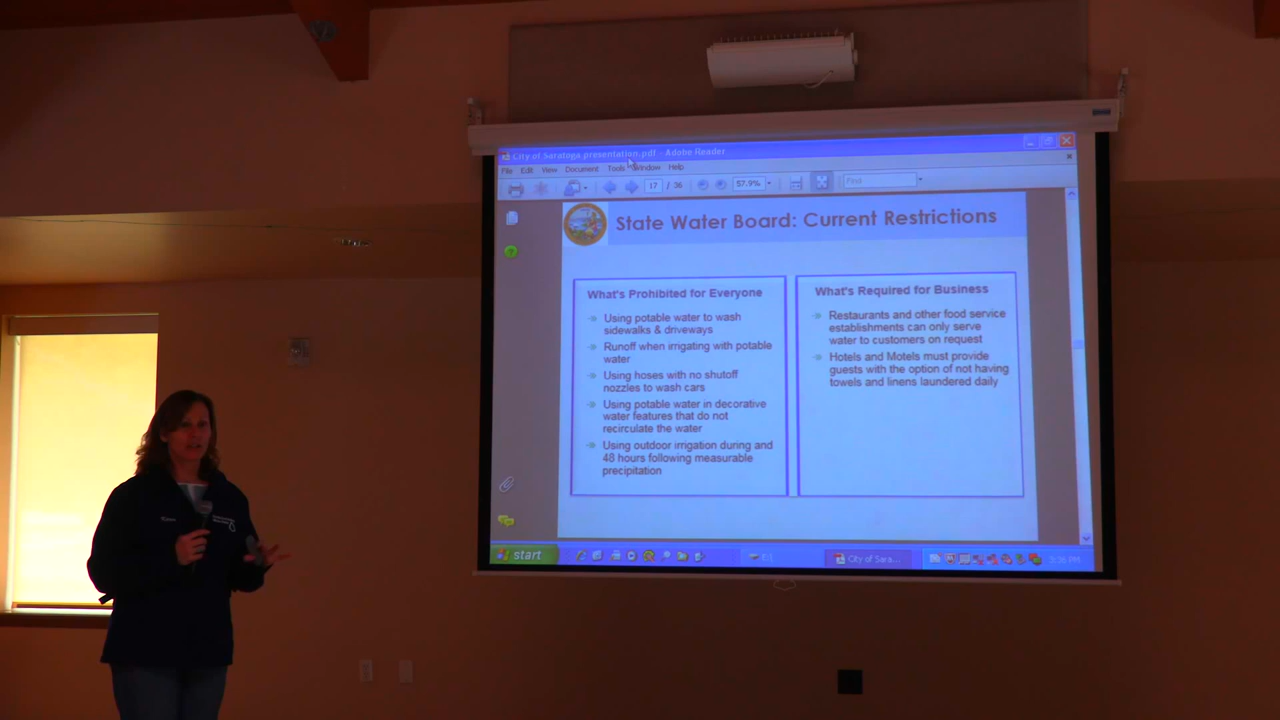 City of Saratoga presentation.pdf - Adobe Reader
File Edit View Document Tools Window Help
17 / 36 57.9% Find
State Water Board: Current Restrictions
What's Prohibited for Everyone
Using potable water to wash
sidewalks & driveways
Runoff when irrigating with potable
water
Using hoses with no shutoff
nozzles to wash cars
Using potable water in decorative
water features that do not
recirculate the water
Using outdoor irrigation during and
48 hours following measurable
precipitation
What's Required for Business
Restaurants and other food service
establishments can only serve
water to customers on request
Hotels and Motels must provide
guests with the option of not having
towels and linens laundered daily
start City of Sara... 3:36 PM